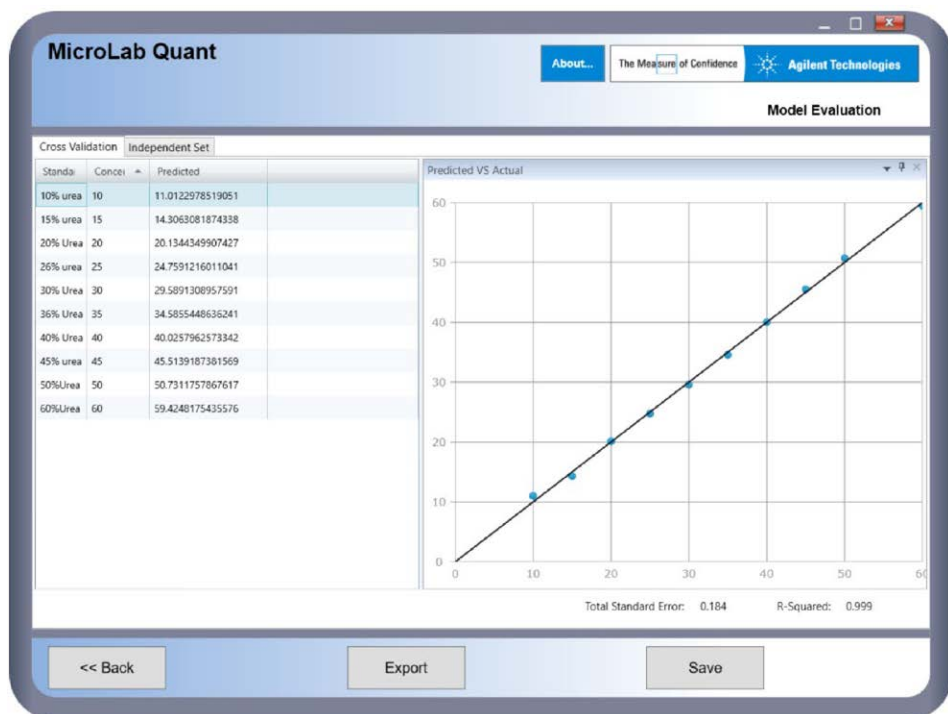 MicroLab Quant
About...
The Measure of Confidence
Agilent Technologies
Model Evaluation
Cross Validation Independent Set
Standa Concei Predicted
10% urea 10 11.0122978519051
15% urea 15 14.3063081874338
20% Urea 20 20.1344349907427
26% urea 25 24.7591216011041
30% Urea 30 29.5891308957591
36% Urea 35 34.5855448636241
40% Urea 40 40.0257962573342
45% urea 45 45.5139187381569
50%Urea 50 50.7311757867617
60%Urea 60 59.4248175435576
Predicted VS Actual
60
50
40
30
20
10
0
0 10 20 30 40 50 60
Total Standard Error: 0.184 R-Squared: 0.999
<< Back Export Save